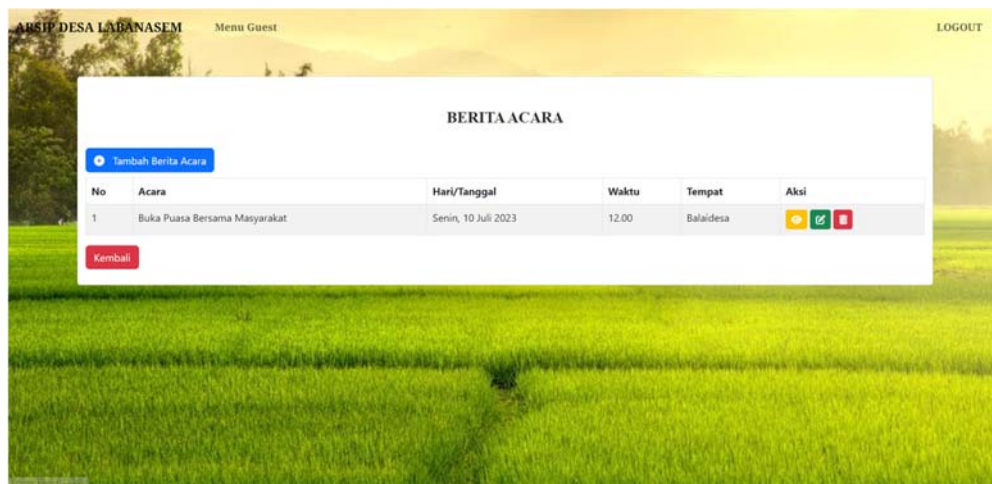 ARSIP DESA LABANASEM Menu Guest LOGOUT
BERITA ACARA
Tambah Berita Acara
No Acara Hari/Tanggal Waktu Tempat Aksi
1 Buka Puasa Bersama Masyarakat Senin, 10 Juli 2023 12.00 Balaidesa
Kembali